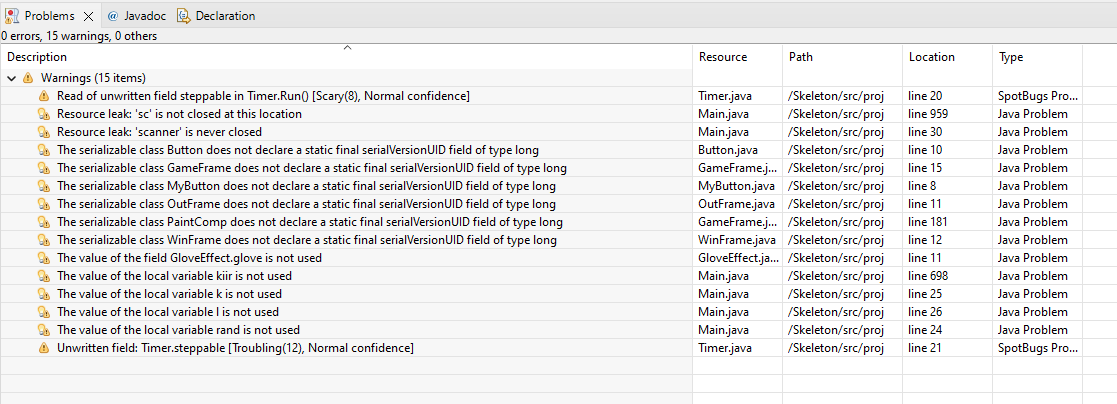 Problems × @ Javadoc Declaration
0 errors, 15 warnings, 0 others
Description Resource Path Location Type
Warnings (15 items)
Read of unwritten field steppable in Timer.Run() [Scary(8), Normal confidence] Timer.java /Skeleton/src/proj line 20 SpotBugs Pro...
Resource leak: 'sc' is not closed at this location Main.java /Skeleton/src/proj line 959 Java Problem
Resource leak: 'scanner' is never closed Main.java /Skeleton/src/proj line 30 Java Problem
The serializable class Button does not declare a static final serialVersionUID field of type long Button.java /Skeleton/src/proj line 10 Java Problem
The serializable class GameFrame does not declare a static final serialVersionUID field of type long GameFrame.j... /Skeleton/src/proj line 15 Java Problem
The serializable class MyButton does not declare a static final serialVersionUID field of type long MyButton.java /Skeleton/src/proj line 8 Java Problem
The serializable class OutFrame does not declare a static final serialVersionUID field of type long OutFrame.java /Skeleton/src/proj line 11 Java Problem
The serializable class PaintComp does not declare a static final serialVersionUID field of type long GameFrame.j... /Skeleton/src/proj line 181 Java Problem
The serializable class WinFrame does not declare a static final serialVersionUID field of type long WinFrame.java /Skeleton/src/proj line 12 Java Problem
The value of the field GloveEffect.glove is not used GloveEffect.ja... /Skeleton/src/proj line 11 Java Problem
The value of the local variable kiir is not used Main.java /Skeleton/src/proj line 698 Java Problem
The value of the local variable k is not used Main.java /Skeleton/src/proj line 25 Java Problem
The value of the local variable l is not used Main.java /Skeleton/src/proj line 26 Java Problem
The value of the local variable rand is not used Main.java /Skeleton/src/proj line 24 Java Problem
Unwritten field: Timer.steppable [Troubling(12), Normal confidence] Timer.java /Skeleton/src/proj line 21 SpotBugs Pro...